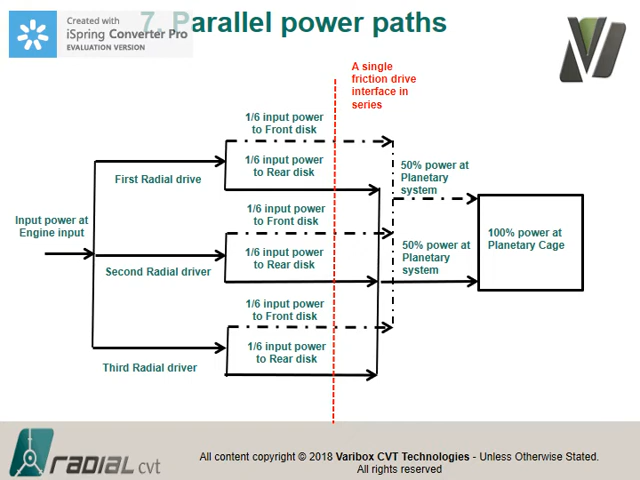 7. Parallel power paths
Created with
iSpring Converter Pro
EVALUATION VERSION
A single
friction drive
interface in
series
1/6 input power
to Front disk
1/6 input power
to Rear disk
First Radial drive
50% power at
Planetary
system
Input power at
Engine input
1/6 input power
to Front disk
1/6 input power
to Rear disk
Second Radial driver
50% power at
Planetary
system
100% power at
Planetary Cage
1/6 input power
to Front disk
1/6 input power
to Rear disk
Third Radial driver
RADIAL cvt
All content copyright © 2018 Varibox CVT Technologies - Unless Otherwise Stated.
All rights reserved